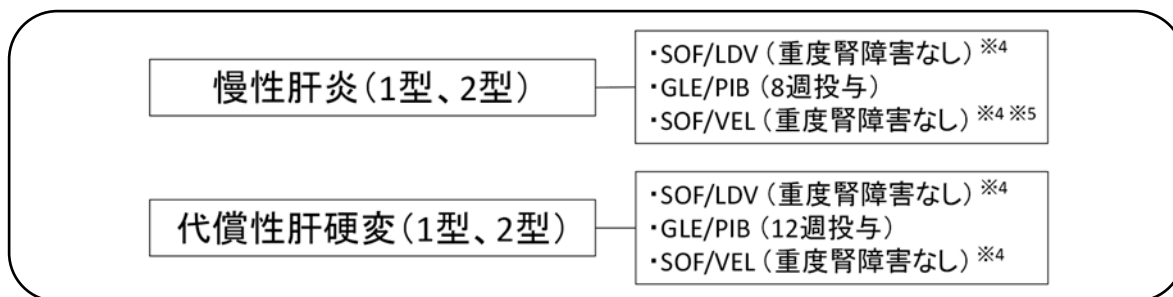 慢性肝炎（1型、2型）
・SOF/LDV（重度腎障害なし）※4
・GLE/PIB（8週投与）
・SOF/VEL（重度腎障害なし）※4 ※5
代償性肝硬変（1型、2型）
・SOF/LDV（重度腎障害なし）※4
・GLE/PIB（12週投与）
・SOF/VEL（重度腎障害なし）※4